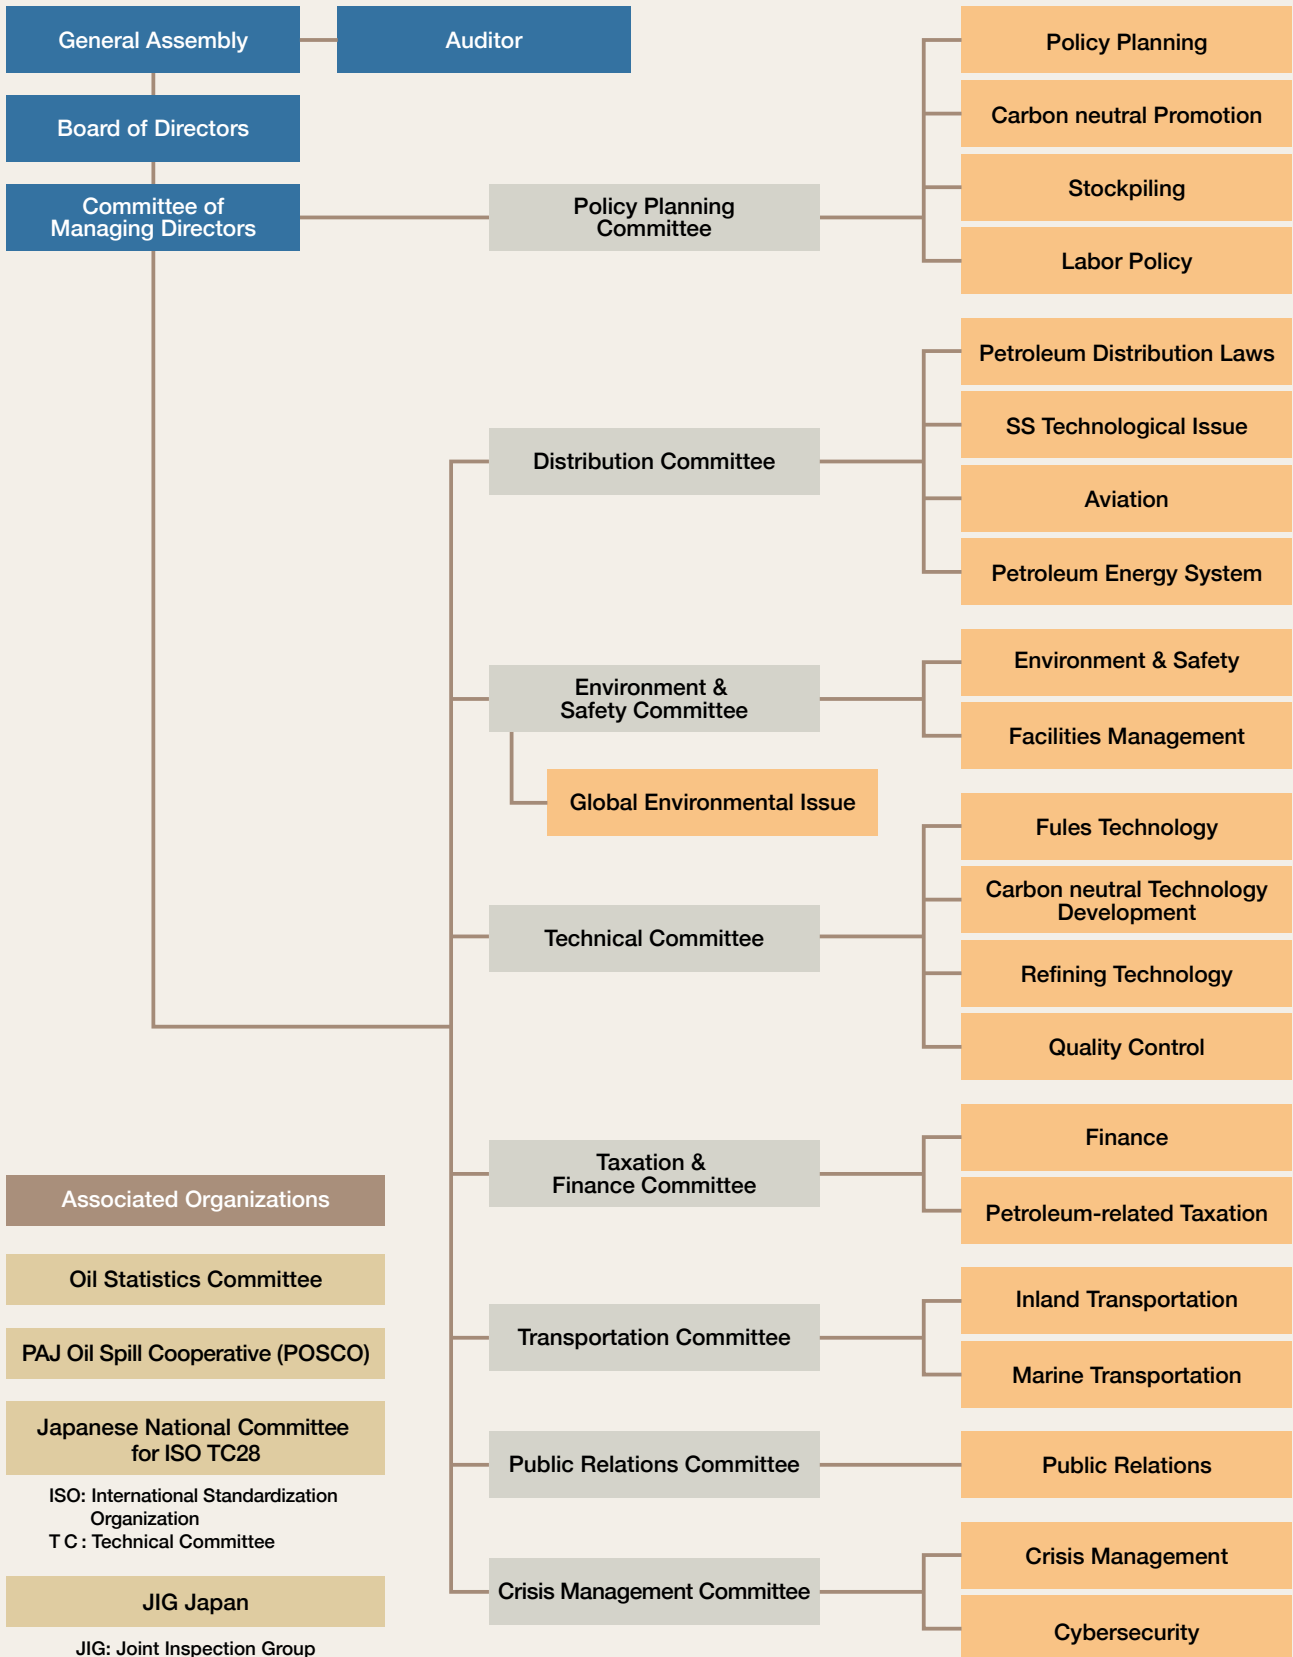 General Assembly
Auditor
Board of Directors
Committee of
Managing Directors
Policy Planning
Committee
Policy Planning
Carbon neutral Promotion
Stockpiling
Labor Policy
Distribution Committee
Petroleum Distribution Laws
SS Technological Issue
Aviation
Petroleum Energy System
Environment &
Safety Committee
Environment & Safety
Facilities Management
Global Environmental Issue
Technical Committee
Fules Technology
Carbon neutral Technology
Development
Refining Technology
Quality Control
Taxation &
Finance Committee
Finance
Petroleum-related Taxation
Transportation Committee
Inland Transportation
Marine Transportation
Public Relations Committee
Public Relations
Crisis Management Committee
Crisis Management
Cybersecurity
Associated Organizations
Oil Statistics Committee
PAJ Oil Spill Cooperative (POSCO)
Japanese National Committee
for ISO TC28
ISO: International Standardization
Organization
T C : Technical Committee
JIG Japan
JIG: Joint Inspection Group